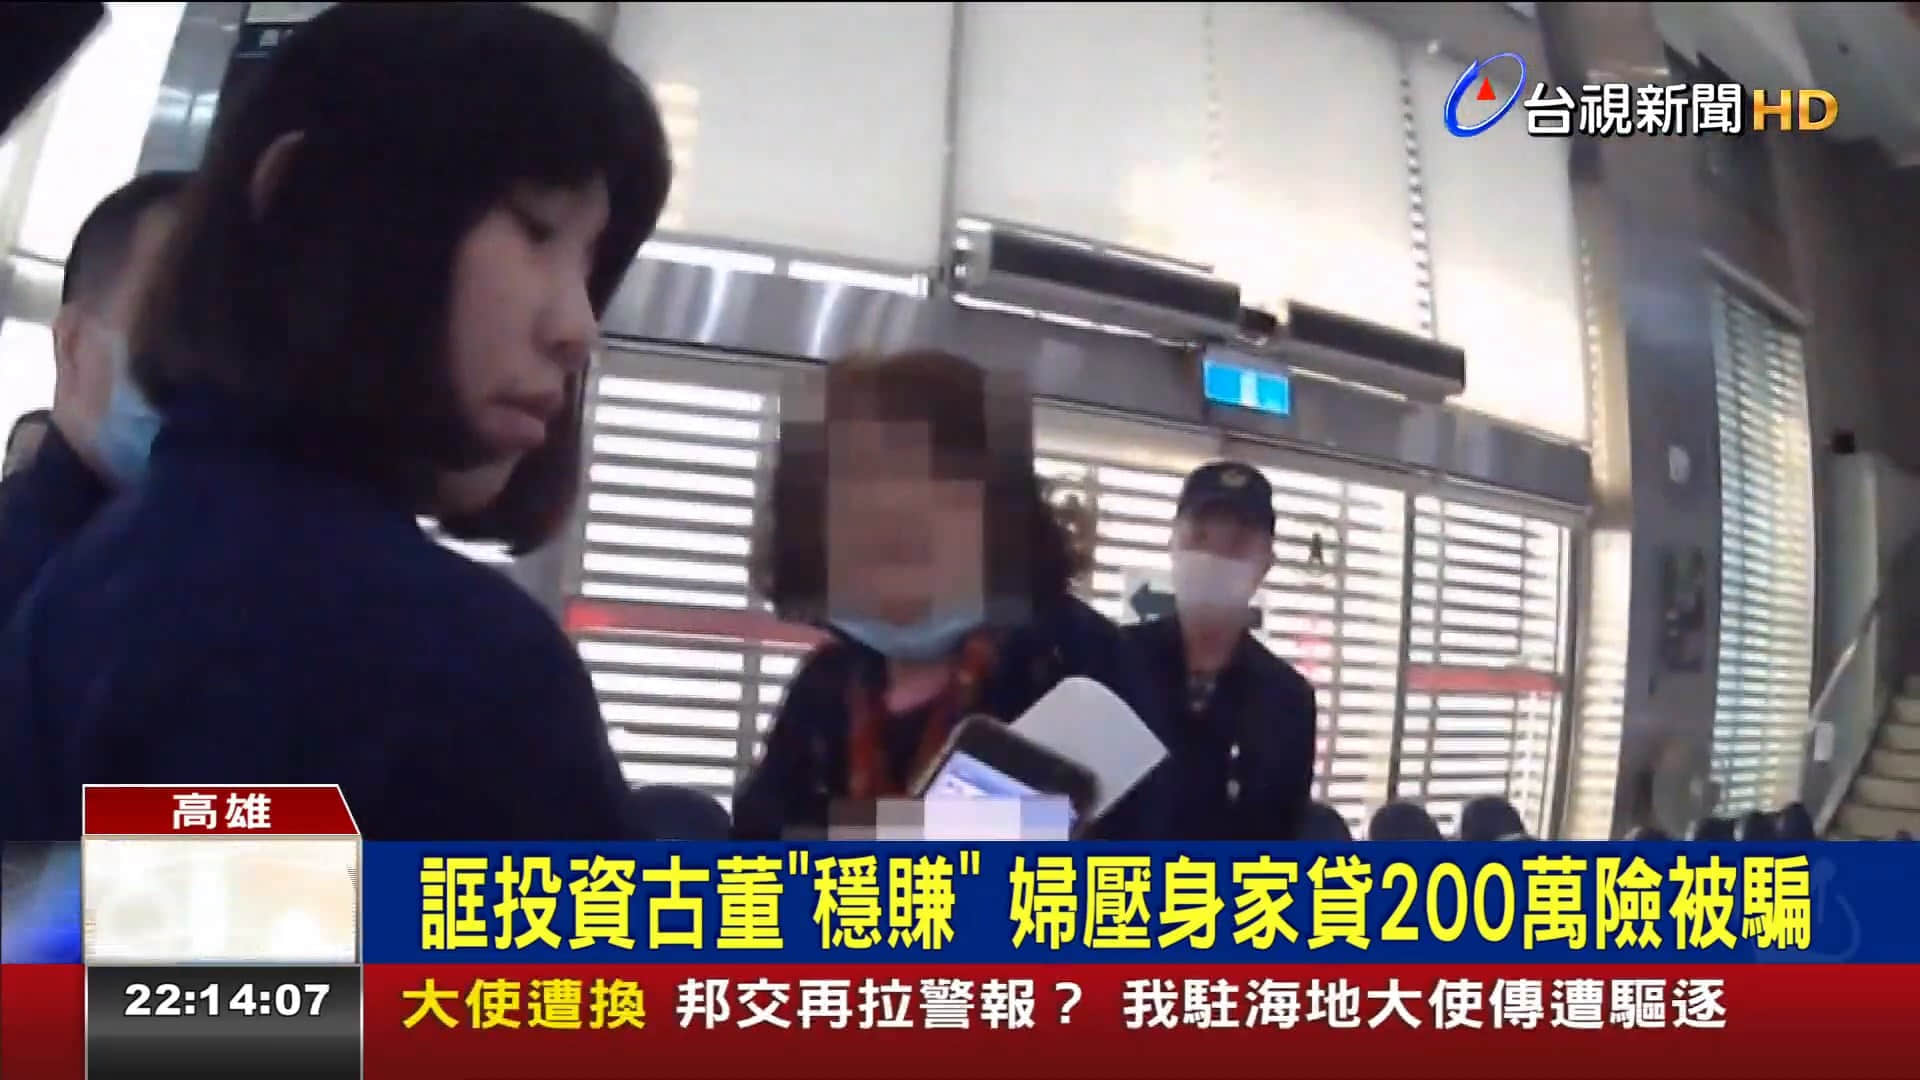 台視新聞HD
高雄
誆投資古董"穩賺" 婦壓身家貸200萬險被騙
22:14:07
大使遭換 邦交再拉警報？ 我駐海地大使傳遭驅逐